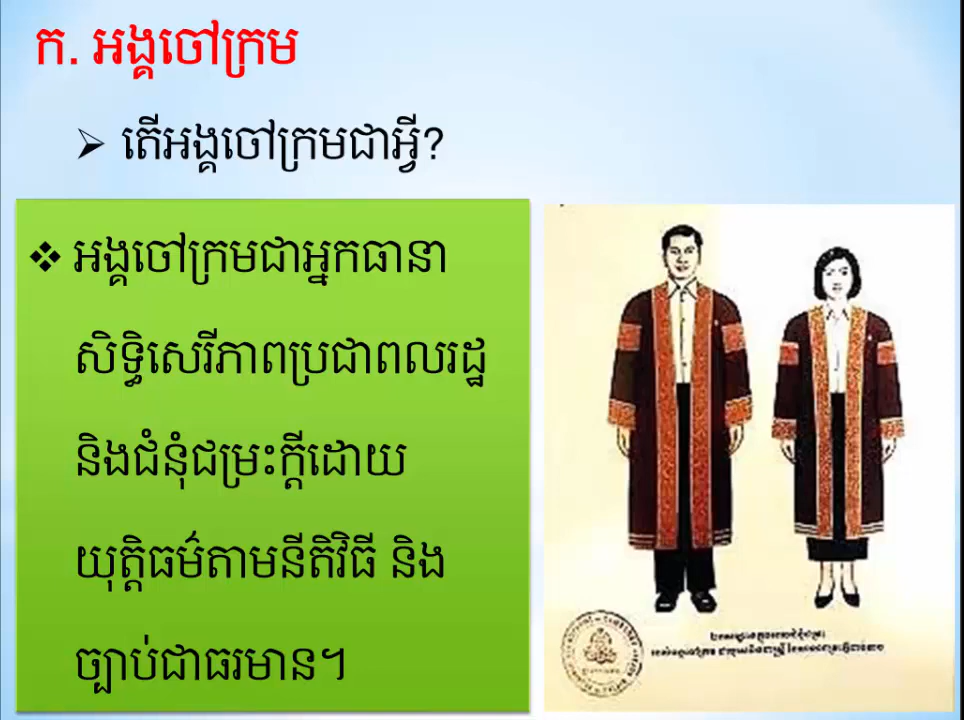 ក. អង្គចៅក្រម
តើអង្គចៅក្រមជាអ្វី?
អង្គចៅក្រមជាអ្នកធានា
សិទ្ធិសេរីភាពប្រជាពលរដ្ឋ
និងជំនុំជម្រះក្តីដោយ
យុត្តិធម៌តាមនីតិវិធី និង
ច្បាប់ជាធរមាន។